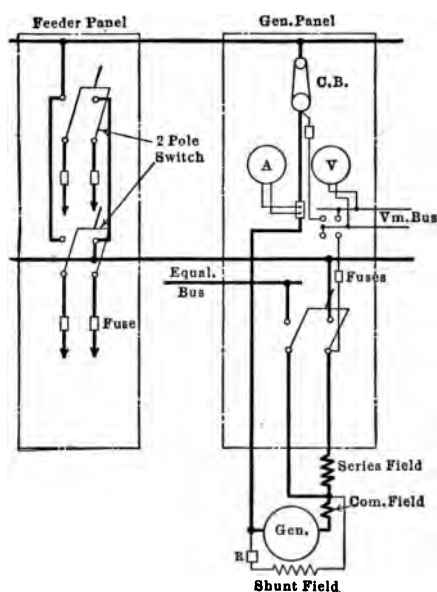 Feeder Panel
Gen. Panel
C.B.
A
V
2 Pole
Switch
Vm. Bus
Equal.
Bus
Fuses
Fuse
Series Field
Com. Field
Gen.
R
Shunt Field